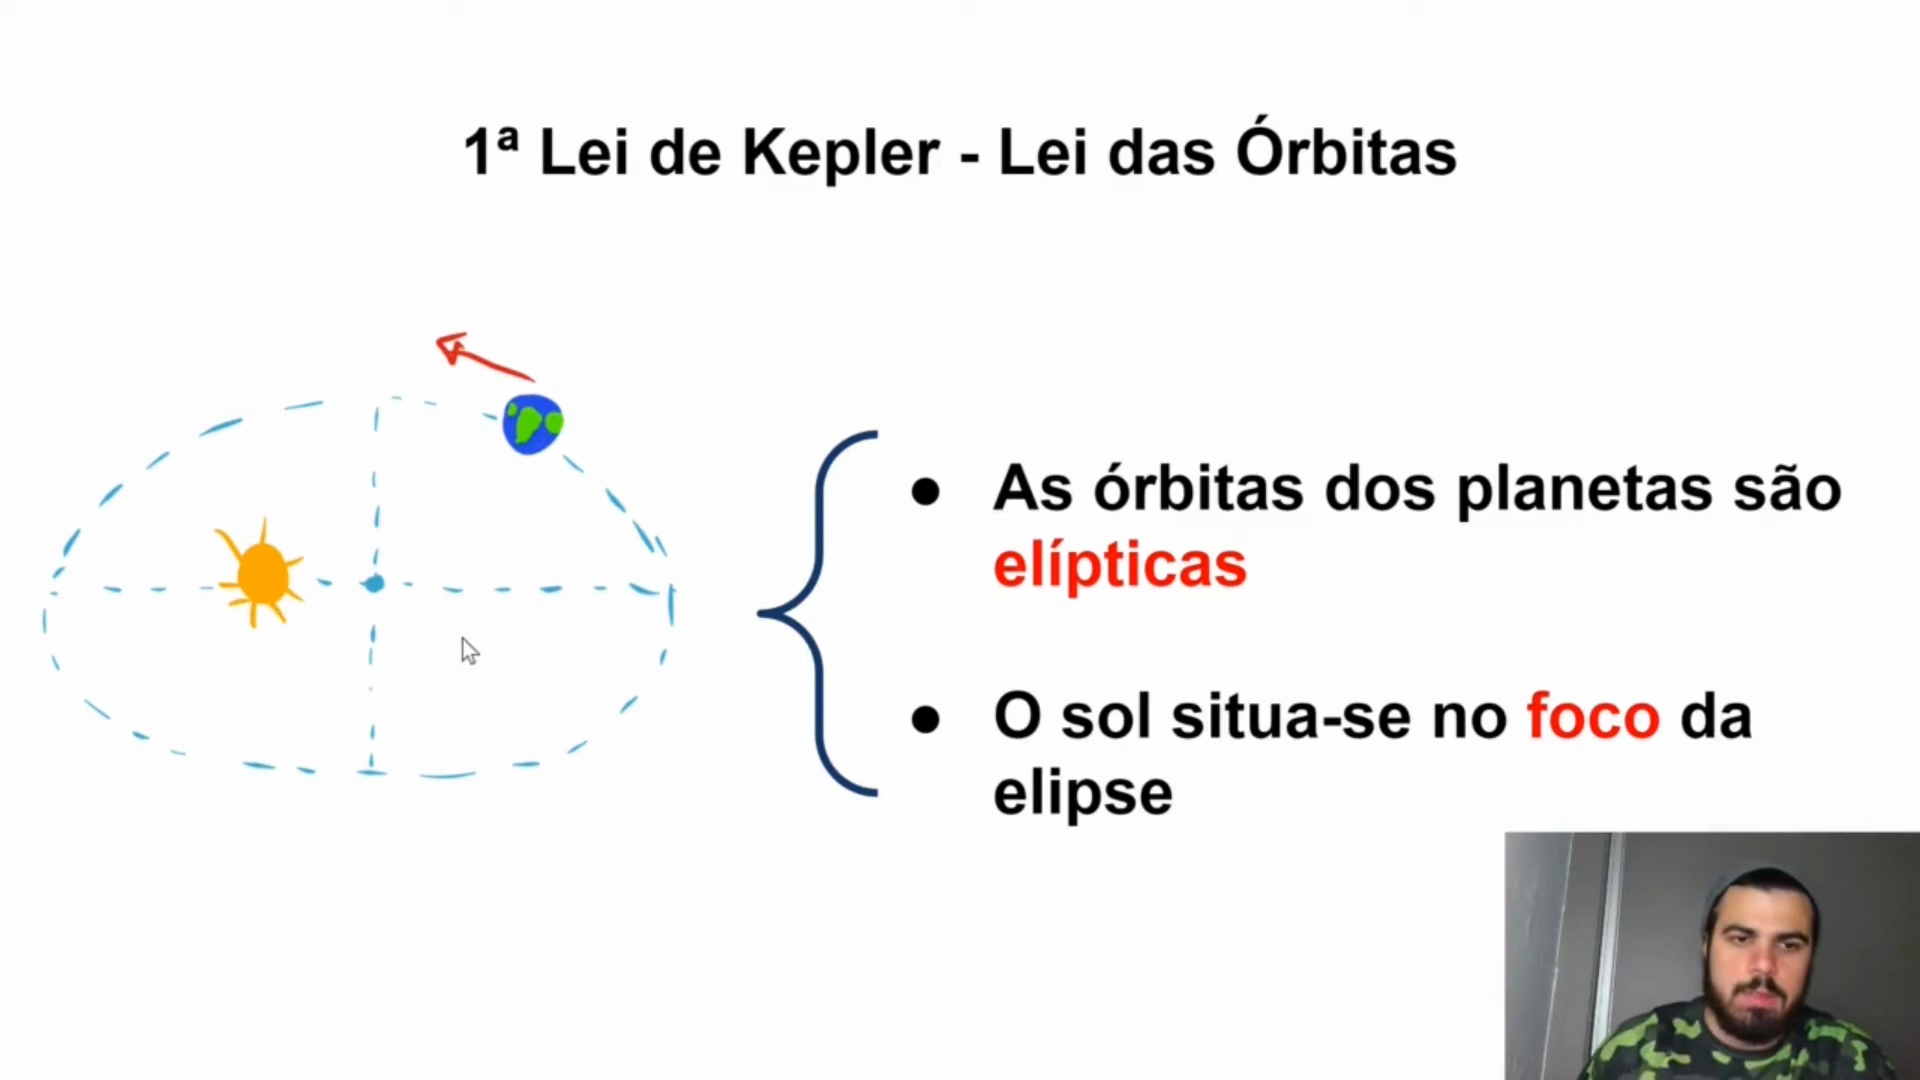 1ª Lei de Kepler - Lei das Órbitas
● As órbitas dos planetas são
elípticas
● O sol situa-se no foco da
elipse